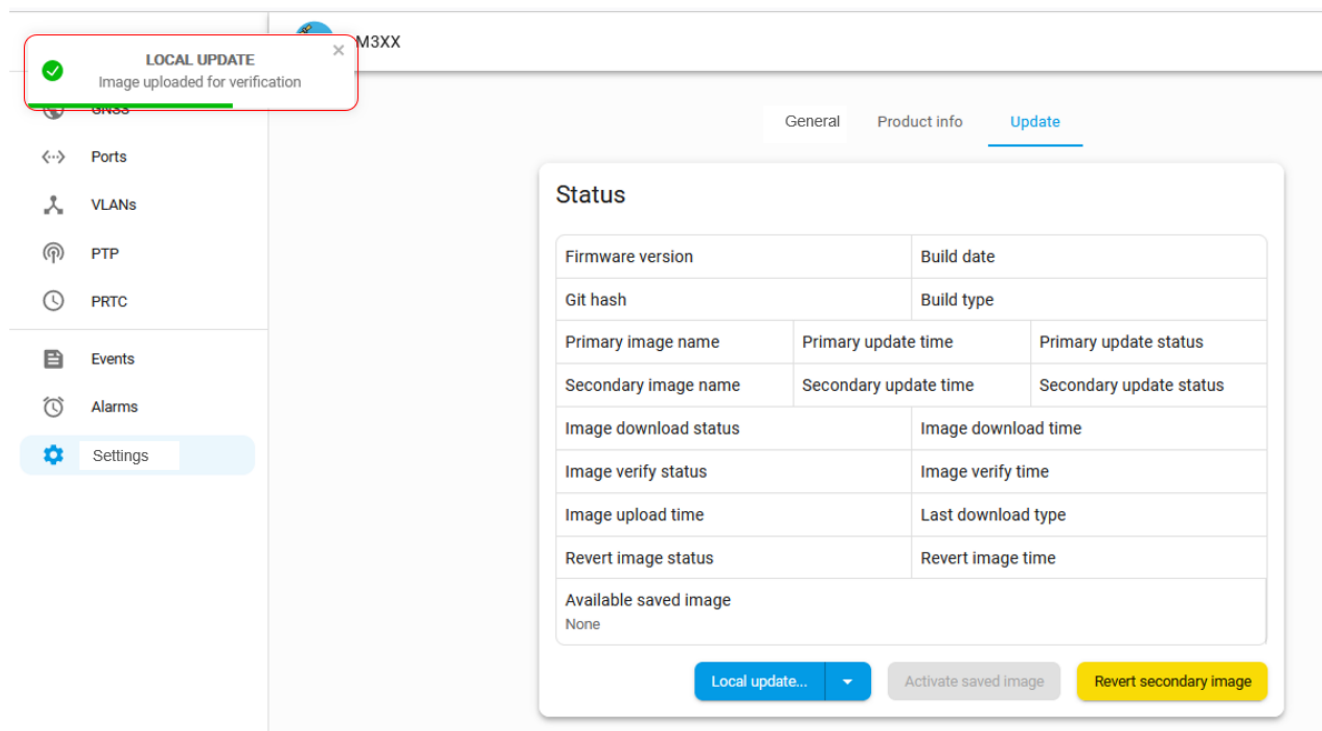 M3XX
LOCAL UPDATE
Image uploaded for verification
GNSS
Ports
VLANs
PTP
PRTC
Events
Alarms
Settings
General Product info Update
Status
Firmware version Build date
Git hash Build type
Primary image name Primary update time Primary update status
Secondary image name Secondary update time Secondary update status
Image download status Image download time
Image verify status Image verify time
Image upload time Last download type
Revert image status Revert image time
Available saved image
None
Local update... Activate saved image Revert secondary image